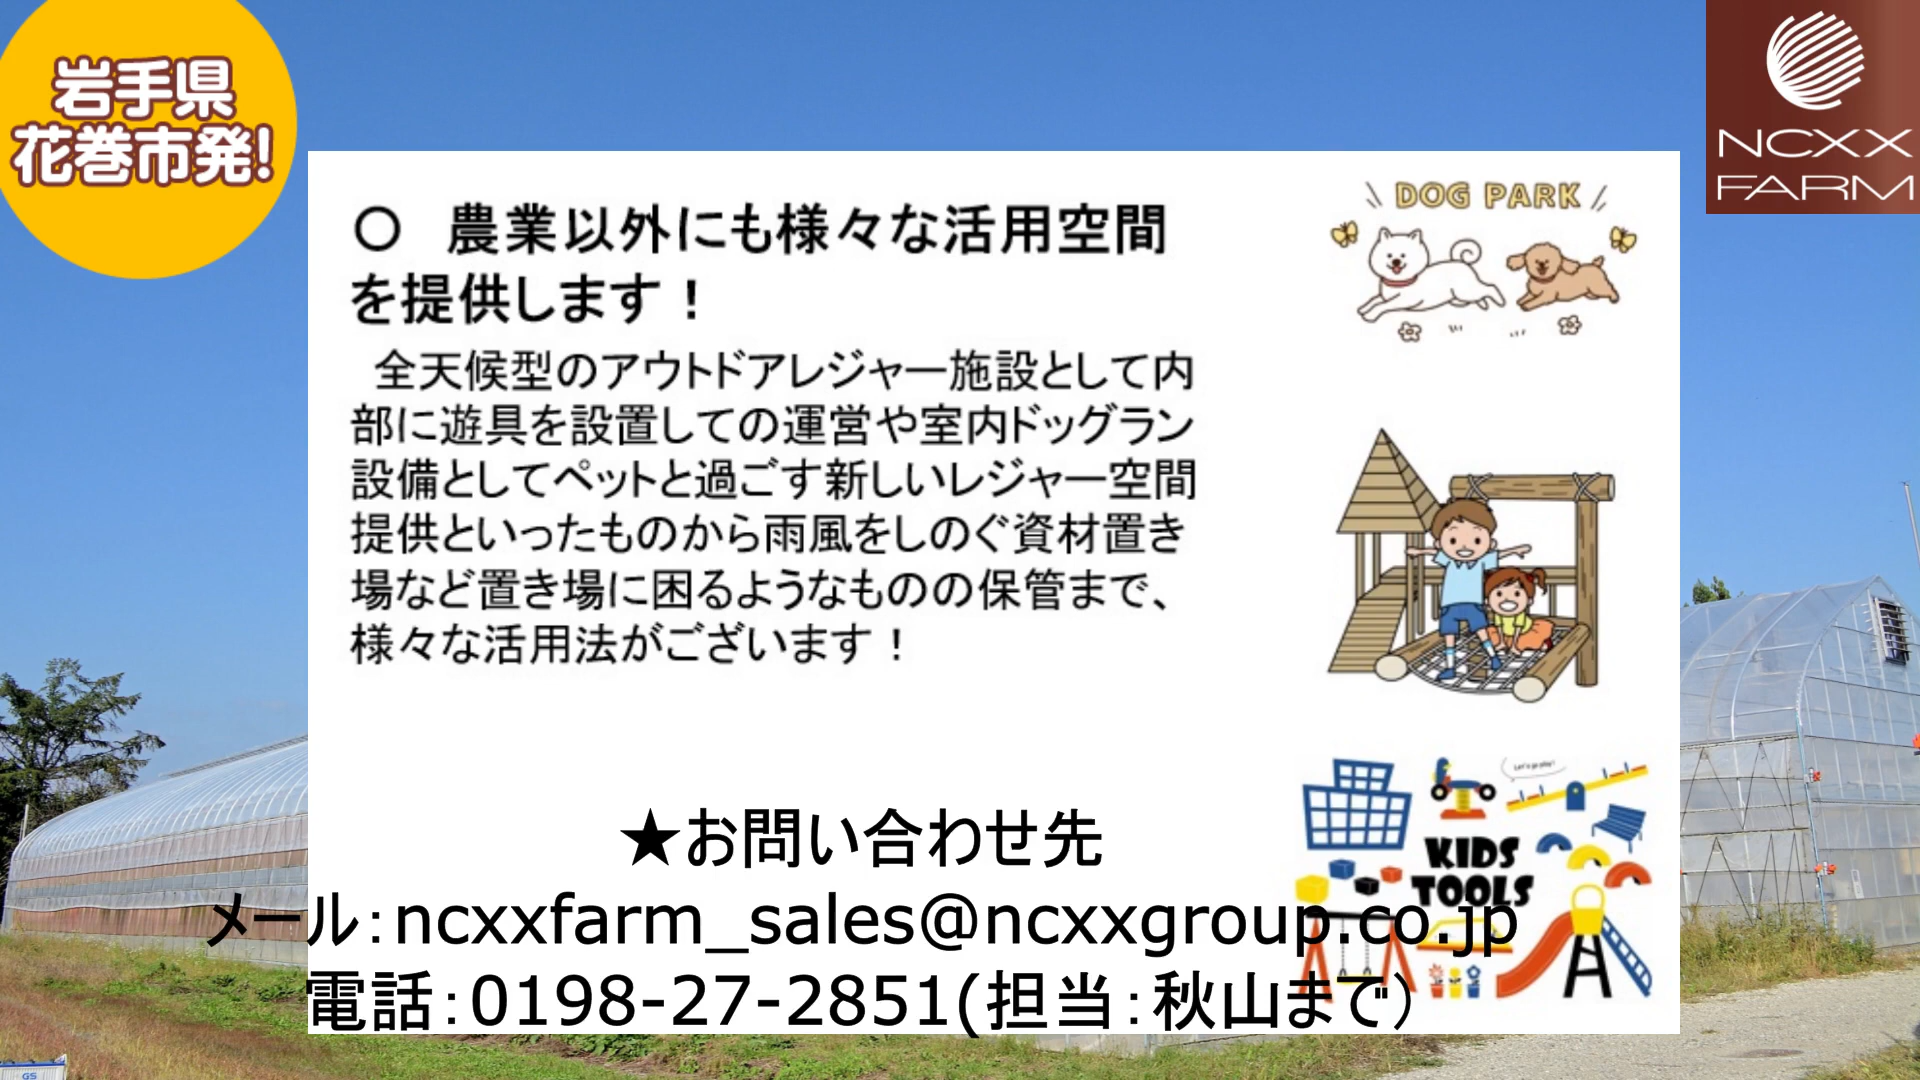 岩手県
花巻市発!
NCXX
FARM
○　農業以外にも様々な活用空間
を提供します！
全天候型のアウトドアレジャー施設として内
部に遊具を設置しての運営や室内ドッグラン
設備としてペットと過ごす新しいレジャー空間
提供といったものから雨風をしのぐ資材置き
場など置き場に困るようなものの保管まで、
様々な活用法がございます！
DOG PARK
Let's go play!
KIDS
TOOLS
★お問い合わせ先
メール：ncxxfarm_sales@ncxxgroup.co.jp
電話：0198-27-2851(担当：秋山まで）
GS